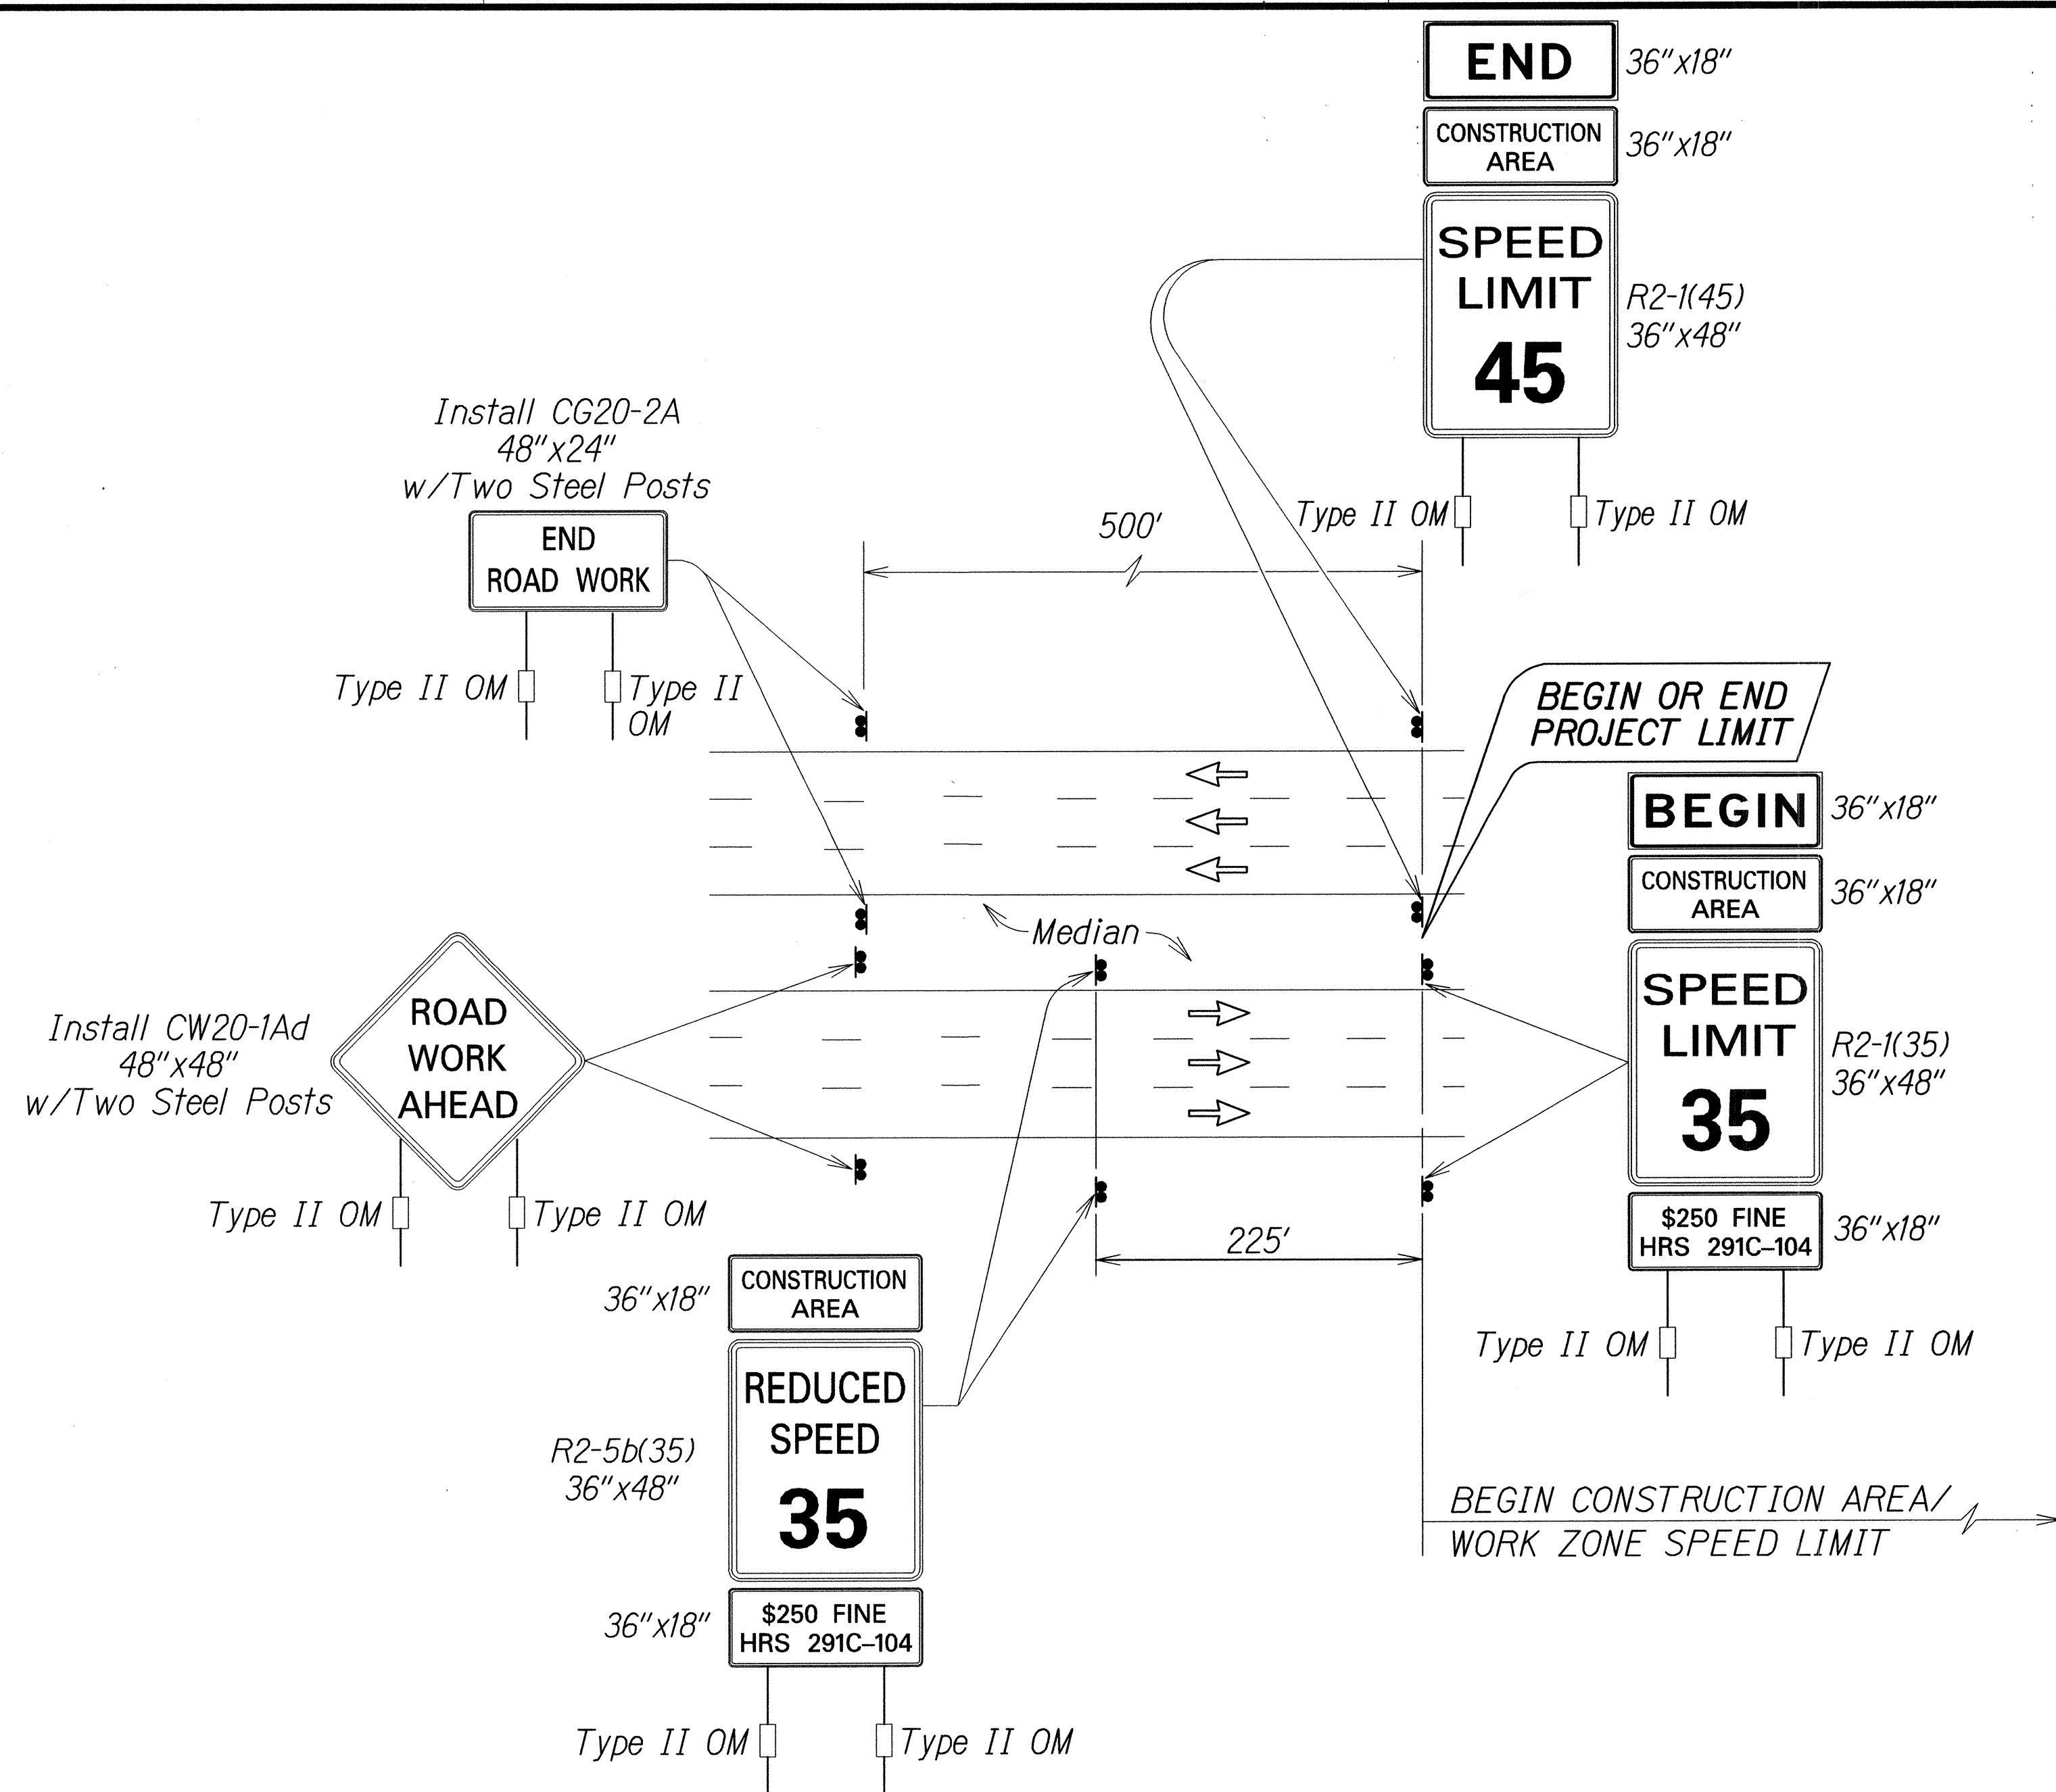 END
36"x18"
CONSTRUCTION
AREA
36"x18"
SPEED
LIMIT
45
R2-1(45)
36"x48"
Type II OM
Type II OM
Install CG20-2A
48"x24"
w/Two Steel Posts
END
ROAD WORK
Type II OM
Type II
OM
500'
BEGIN OR END
PROJECT LIMIT
BEGIN
36"x18"
CONSTRUCTION
AREA
36"x18"
SPEED
LIMIT
35
R2-1(35)
36"x48"
$250 FINE
HRS 291C–104
36"x18"
Type II OM
Type II OM
Median
Install CW20-1Ad
48"x48"
w/Two Steel Posts
ROAD
WORK
AHEAD
Type II OM
Type II OM
225'
36"x18"
CONSTRUCTION
AREA
REDUCED
SPEED
35
R2-5b(35)
36"x48"
36"x18"
$250 FINE
HRS 291C–104
Type II OM
Type II OM
BEGIN CONSTRUCTION AREA/
WORK ZONE SPEED LIMIT